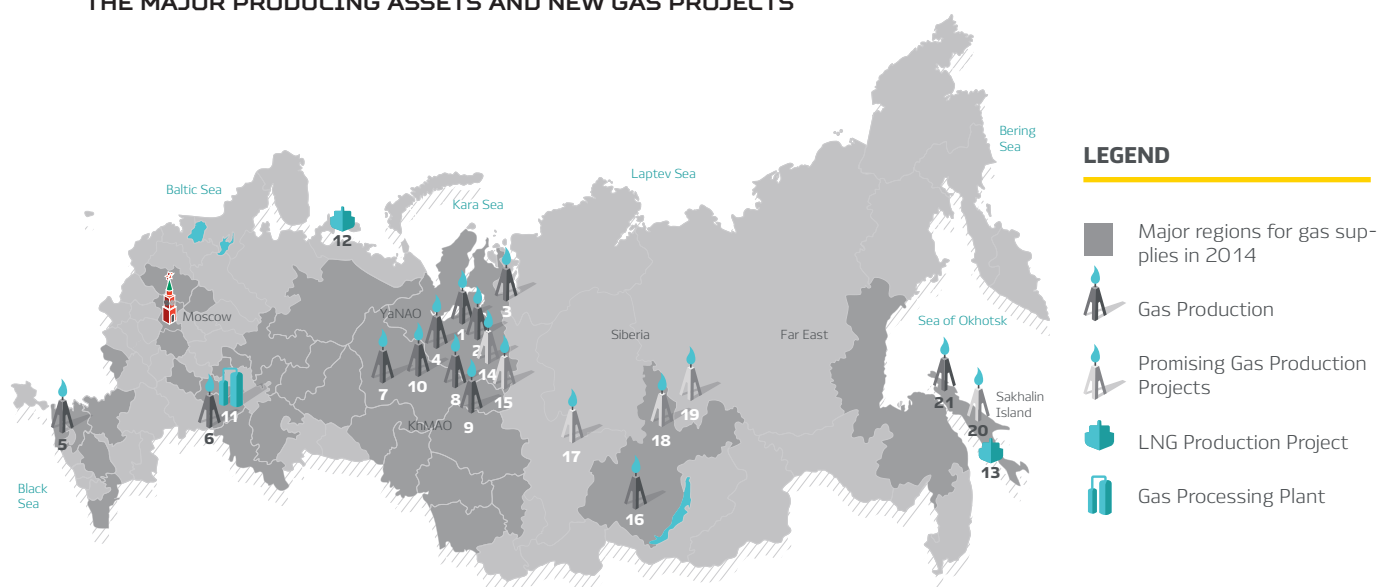 THE MAJOR PRODUCING ASSETS AND NEW GAS PROJECTS
Bering
Sea
Laptev Sea
Baltic Sea
Kara Sea
12
3
YaNAO
Moscow
1
2
4
14
Siberia
Far East
Sea of Okhotsk
7
10
8
15
5
6
11
KhMAO
9
17
18
19
16
21
20
Sakhalin
Island
13
Black
Sea
LEGEND
Major regions for gas sup-
plies in 2014
Gas Production
Promising Gas Production
Projects
LNG Production Project
Gas Processing Plant